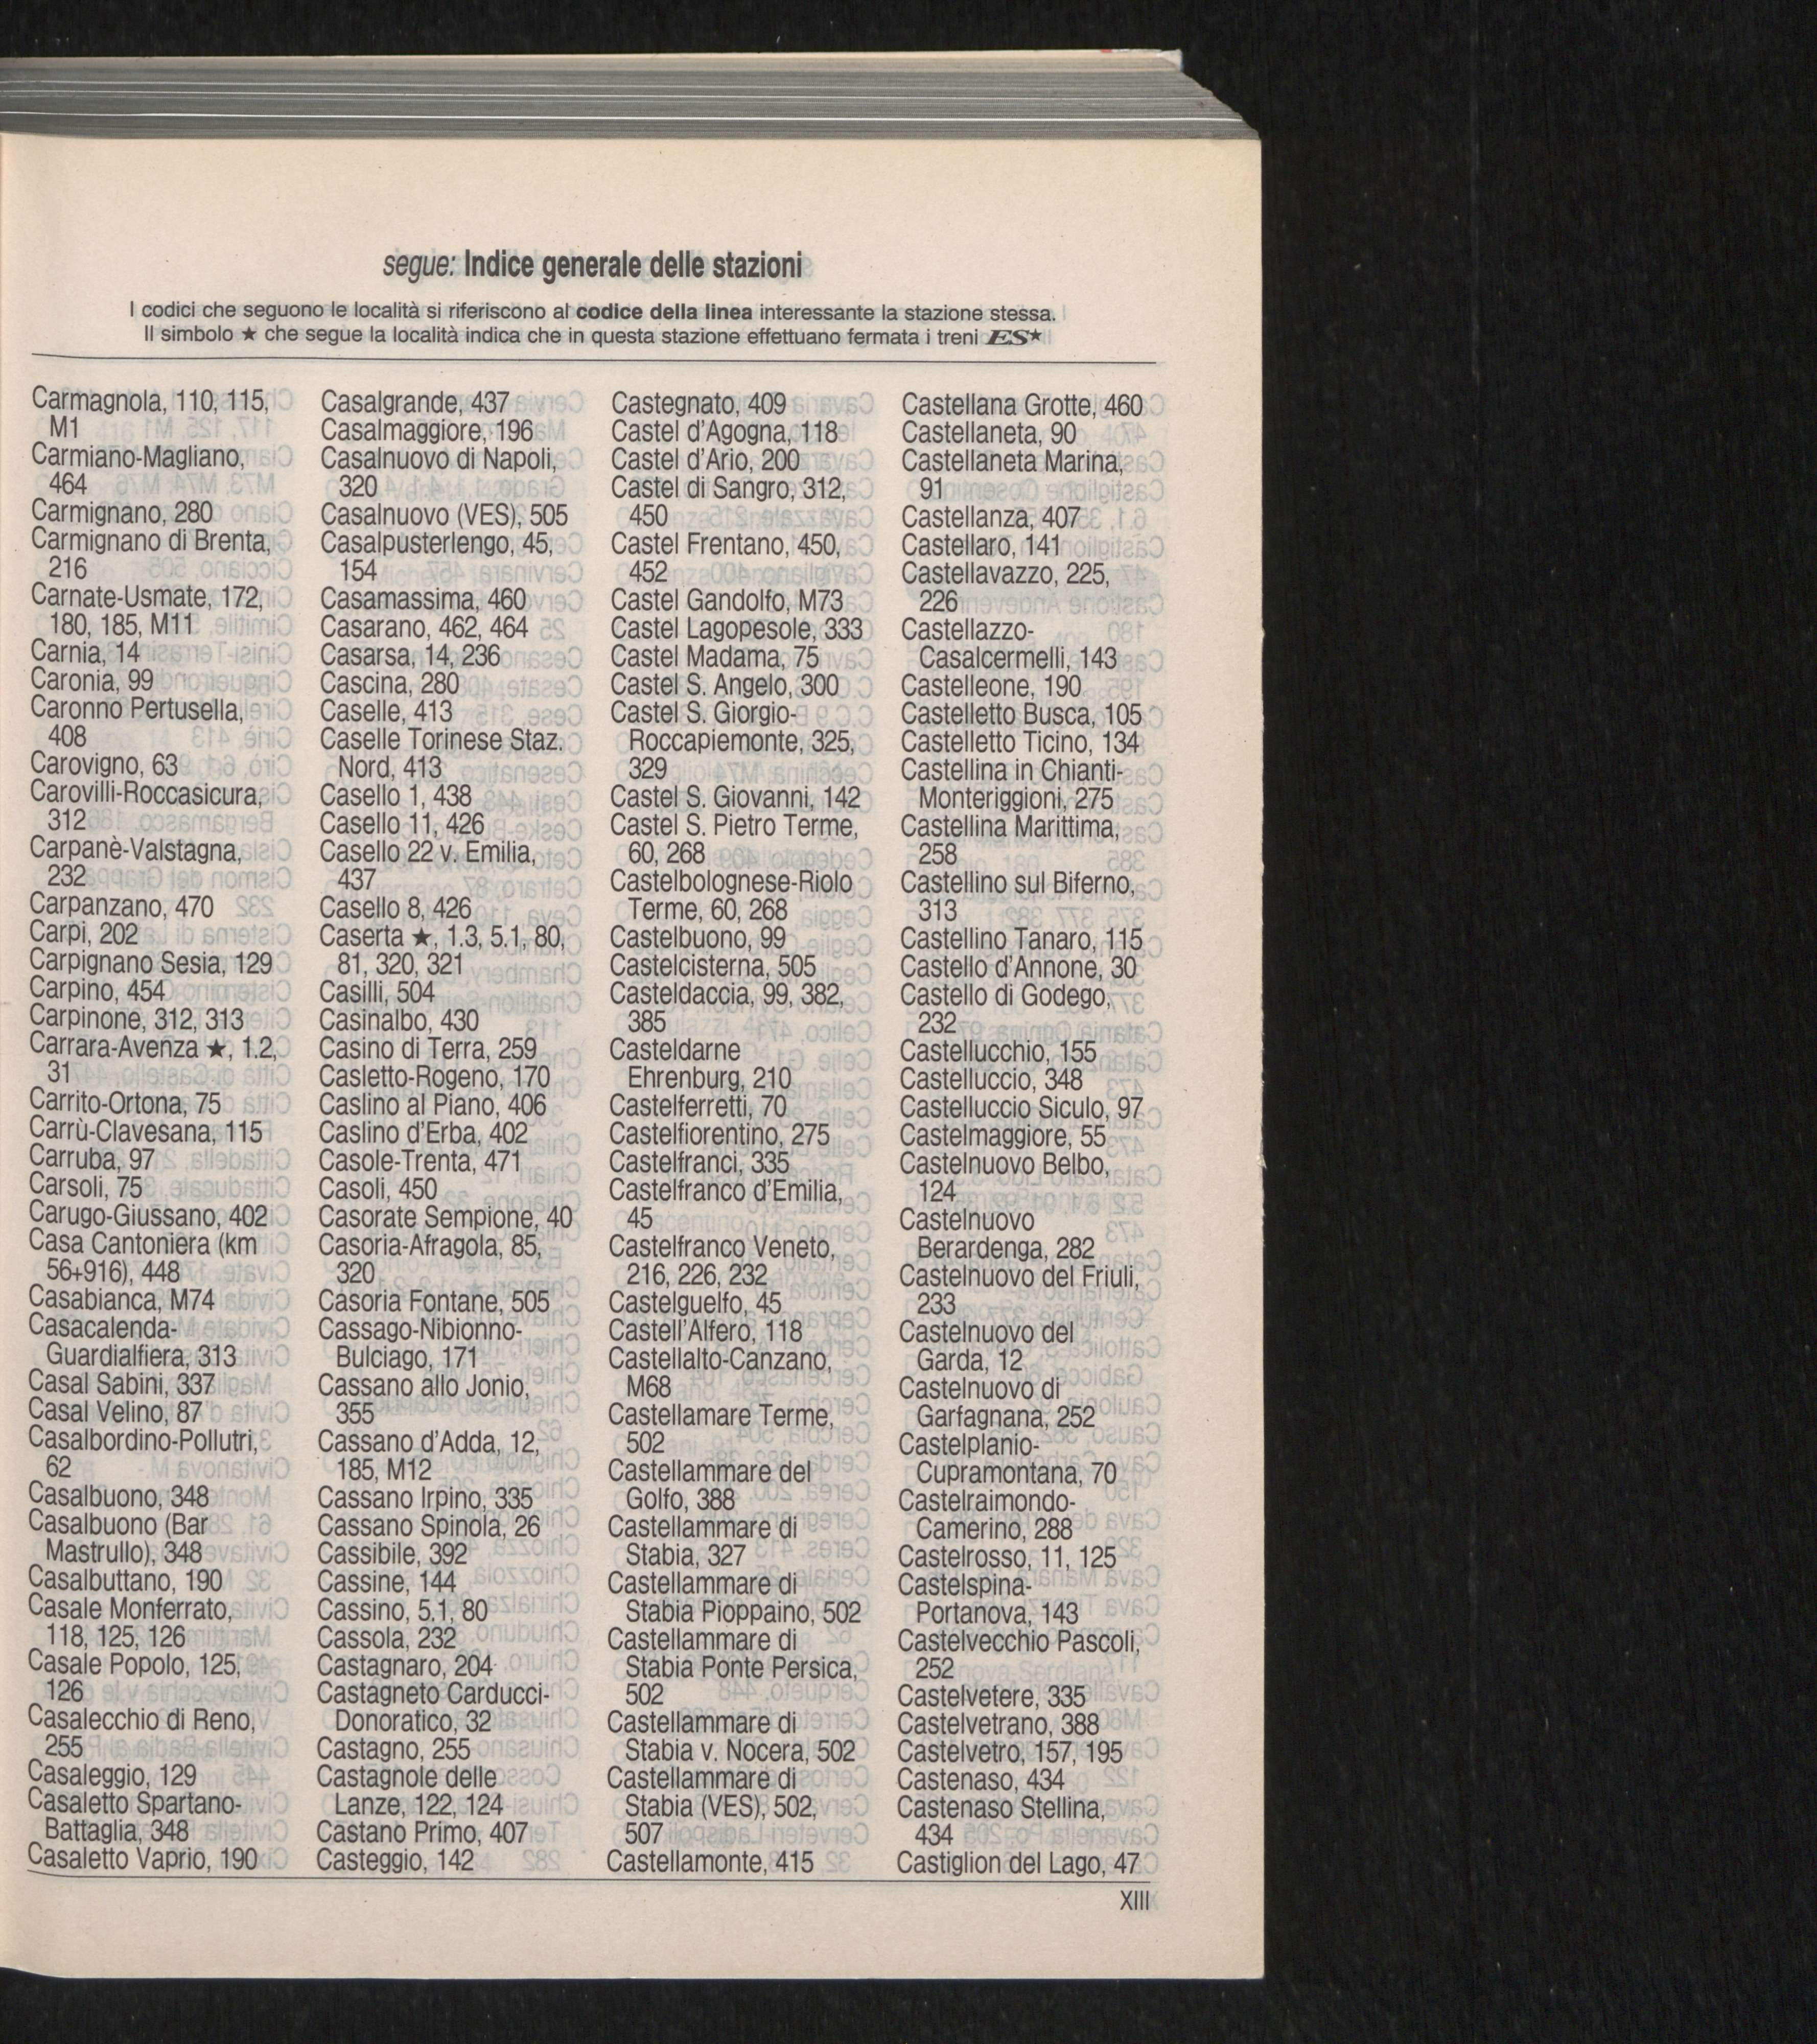 segue: Indice generale delle stazioni
I codici che seguono le località si riferiscono al codice della linea interessante la stazione stessa.
Il simbolo ★ che segue la località indica che in questa stazione effettuano fermata i treni ES★
Carmagnola, 110, 115,
M1
Carmiano-Magliano,
464
Carmignano, 280
Carmignano di Brenta,
216
Carnate-Usmate, 172,
180, 185, M11
Carnia, 14
Caronia, 99
Caronno Pertusella,
408
Carovigno, 63
Carovilli-Roccasicura,
312
Carpanè-Valstagna,
232
Carpanzano, 470
Carpi, 202
Carpignano Sesia, 129
Carpino, 454
Carpinone, 312, 313
Carrara-Avenza ★, 1.2,
31
Carrito-Ortona, 75
Carrù-Clavesana, 115
Carruba, 97
Carsoli, 75
Carugo-Giussano, 402
Casa Cantoniera (km
56+916), 448
Casabianca, M74
Casacalenda-
Guardialfiera, 313
Casal Sabini, 337
Casal Velino, 87
Casalbordino-Pollutri,
62
Casalbuono, 348
Casalbuono (Bar
Mastrullo), 348
Casalbuttano, 190
Casale Monferrato,
118, 125, 126
Casale Popolo, 125,
126
Casalecchio di Reno,
255
Casaleggio, 129
Casaletto Spartano-
Battaglia, 348
Casaletto Vaprio, 190
Casalgrande, 437
Casalmaggiore, 196
Casalnuovo di Napoli,
320
Casalnuovo (VES), 505
Casalpusterlengo, 45,
154
Casamassima, 460
Casarano, 462, 464
Casarsa, 14, 236
Cascina, 280
Caselle, 413
Caselle Torinese Staz.
Nord, 413
Casello 1, 438
Casello 11, 426
Casello 22 v. Emilia,
437
Casello 8, 426
Caserta ★, 1.3, 5.1, 80,
81, 320, 321
Casilli, 504
Casinalbo, 430
Casino di Terra, 259
Casletto-Rogeno, 170
Caslino al Piano, 406
Caslino d'Erba, 402
Casole-Trenta, 471
Casoli, 450
Casorate Sempione, 40
Casoria-Afragola, 85,
320
Casoria Fontane, 505
Cassago-Nibionno-
Bulciago, 171
Cassano allo Jonio,
355
Cassano d'Adda, 12,
185, M12
Cassano Irpino, 335
Cassano Spinola, 26
Cassibile, 392
Cassine, 144
Cassino, 5.1, 80
Cassola, 232
Castagnaro, 204
Castagneto Carducci-
Donoratico, 32
Castagno, 255
Castagnole delle
Lanze, 122, 124
Castano Primo, 407
Casteggio, 142
Castegnato, 409
Castel d'Agogna, 118
Castel d'Ario, 200
Castel di Sangro, 312,
450
Castel Frentano, 450,
452
Castel Gandolfo, M73
Castel Lagopesole, 333
Castel Madama, 75
Castel S. Angelo, 300
Castel S. Giorgio-
Roccapiemonte, 325,
329
Castel S. Giovanni, 142
Castel S. Pietro Terme,
60, 268
Castelbolognese-Riolo
Terme, 60, 268
Castelbuono, 99
Castelcisterna, 505
Casteldaccia, 99, 382,
385
Casteldarne
Ehrenburg, 210
Castelferretti, 70
Castelfiorentino, 275
Castelfranci, 335
Castelfranco d'Emilia,
45
Castelfranco Veneto,
216, 226, 232
Castelguelfo, 45
Castell'Alfero, 118
Castellalto-Canzano,
M68
Castellamare Terme,
502
Castellammare del
Golfo, 388
Castellammare di
Stabia, 327
Castellammare di
Stabia Pioppaino, 502
Castellammare di
Stabia Ponte Persica,
502
Castellammare di
Stabia v. Nocera, 502
Castellammare di
Stabia (VES), 502,
507
Castellamonte, 415
Castellana Grotte, 460
Castellaneta, 90
Castellaneta Marina,
91
Castellanza, 407
Castellaro, 141
Castellavazzo, 225,
226
Castellazzo-
Casalcermelli, 143
Castelleone, 190
Castelletto Busca, 105
Castelletto Ticino, 134
Castellina in Chianti-
Monteriggioni, 275
Castellina Marittima,
258
Castellino sul Biferno,
313
Castellino Tanaro, 115
Castello d'Annone, 30
Castello di Godego,
232
Castellucchio, 155
Castelluccio, 348
Castelluccio Siculo, 97
Castelmaggiore, 55
Castelnuovo Belbo,
124
Castelnuovo
Berardenga, 282
Castelnuovo del Friuli,
233
Castelnuovo del
Garda, 12
Castelnuovo di
Garfagnana, 252
Castelplanio-
Cupramontana, 70
Castelraimondo-
Camerino, 288
Castelrosso, 11, 125
Castelspina-
Portanova, 143
Castelvecchio Pascoli,
252
Castelvetere, 335
Castelvetrano, 388
Castelvetro, 157, 195
Castenaso, 434
Castenaso Stellina,
434
Castiglion del Lago, 47
XIII